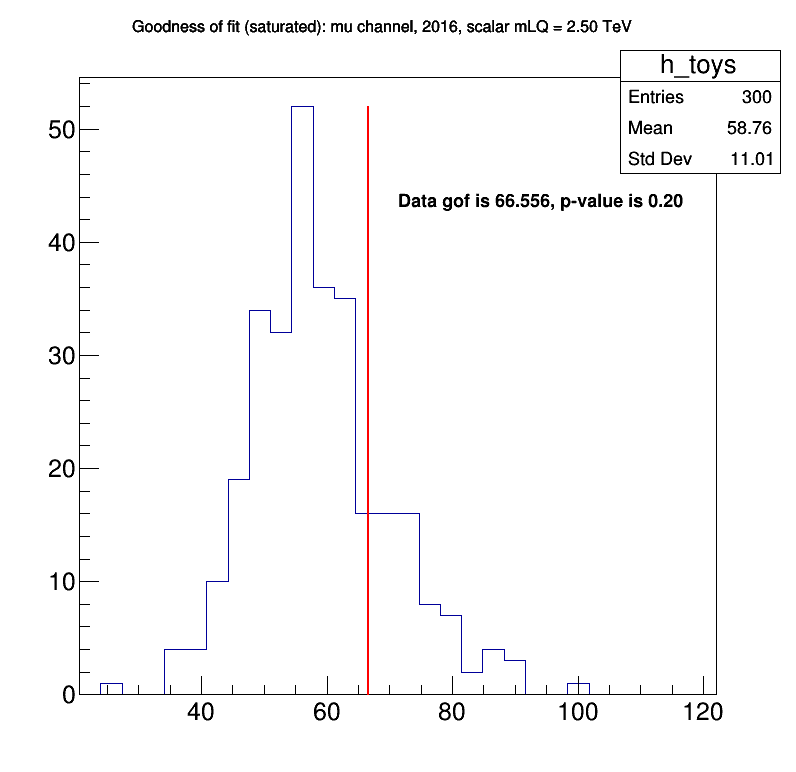 Goodness of fit (saturated): mu channel, 2016, scalar mLQ = 2.50 TeV
h_toys
Entries 300
Mean 58.76
Std Dev 11.01
Data gof is 66.556, p-value is 0.20
50
40
30
20
10
0
40 60 80 100 120